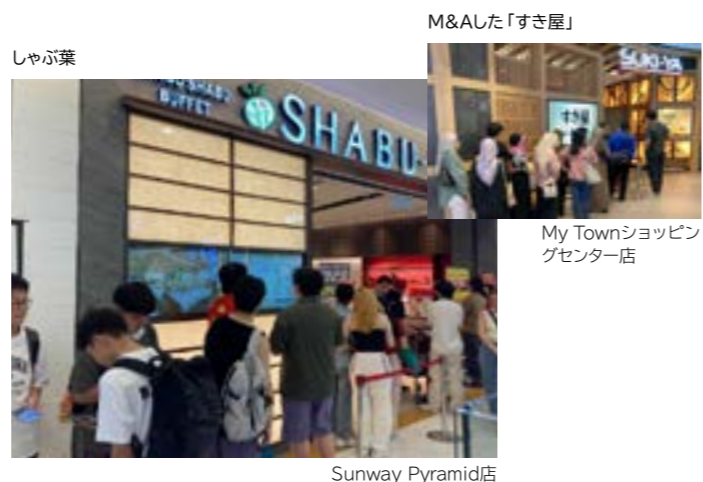 M&Aした「すき屋」
しゃぶ葉
SUKI-YA
すき屋
BUFFET
SHABU-
My Townショッピン
グセンター店
Sunway Pyramid店